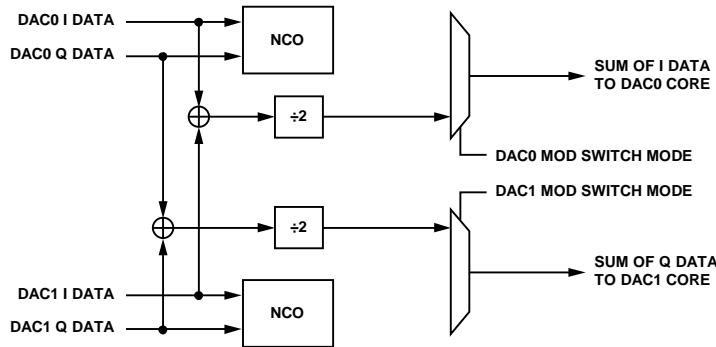 DAC0 I DATA
DAC0 Q DATA
NCO
÷2
SUM OF I DATA
TO DAC0 CORE
DAC0 MOD SWITCH MODE
DAC1 MOD SWITCH MODE
÷2
SUM OF Q DATA
TO DAC1 CORE
DAC1 I DATA
DAC1 Q DATA
NCO